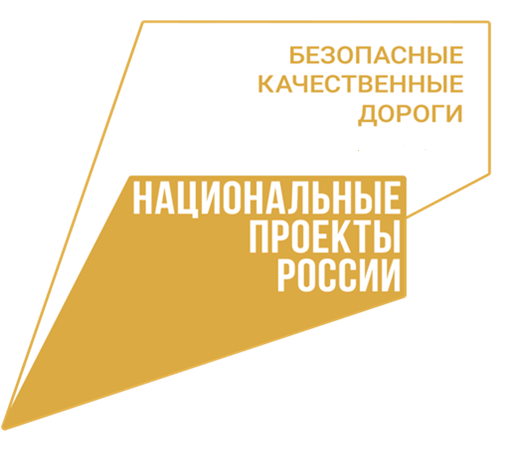 БЕЗОПАСНЫЕ
КАЧЕСТВЕННЫЕ
ДОРОГИ
НАЦИОНАЛЬНЫЕ
ПРОЕКТЫ
РОССИИ